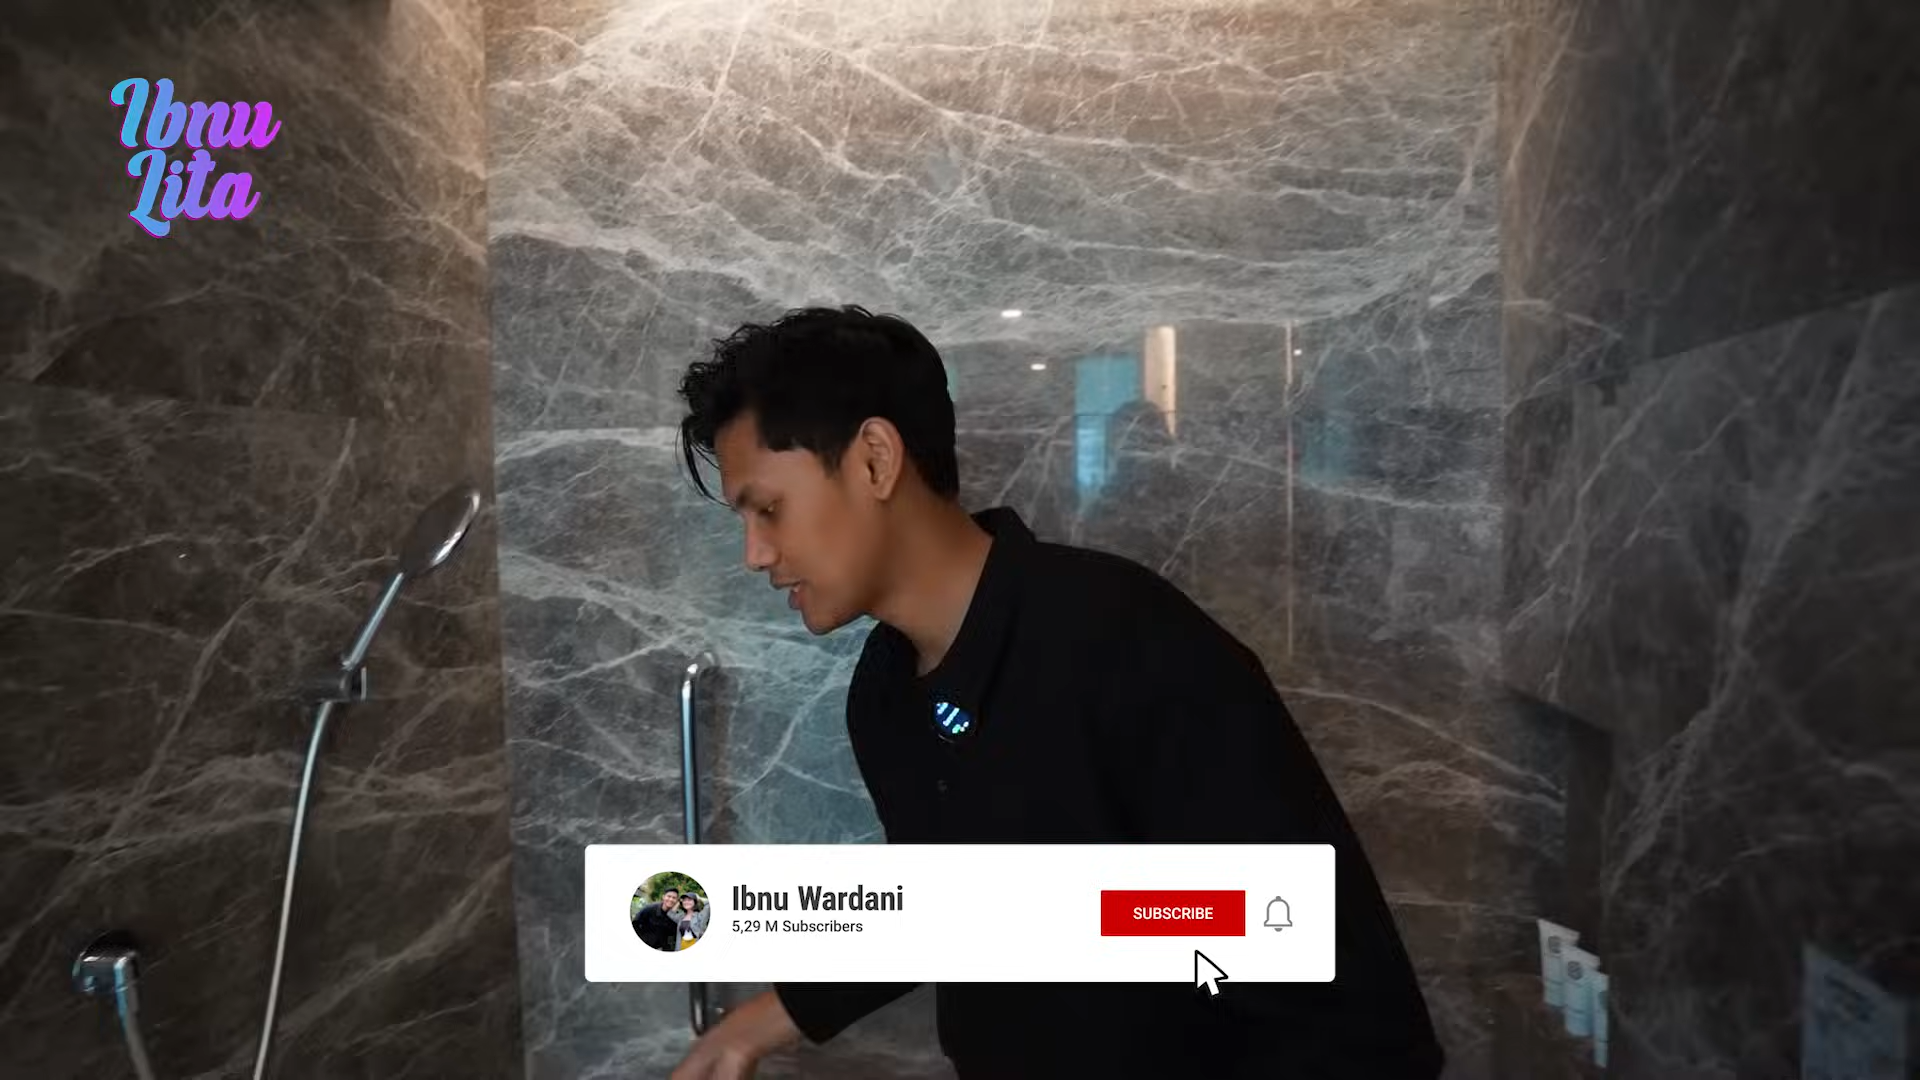 Ibnu
Lita
Ibnu Wardani
5,29 M Subscribers
SUBSCRIBE